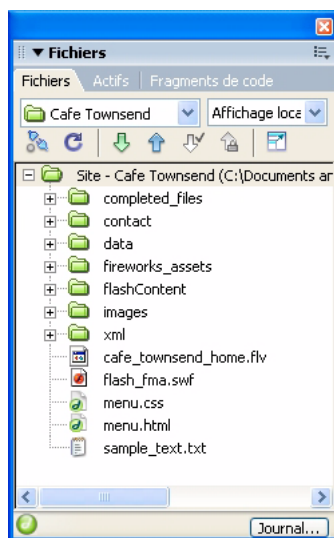 Fichiers
Fichiers Actifs Fragments de code
Cafe Townsend Affichage loca
Site - Cafe Townsend (C:\Documents ar
completed_files
contact
data
fireworks_assets
flashContent
images
xml
cafe_townsend_home.flv
flash_fma.swf
menu.css
menu.html
sample_text.txt
Journal...